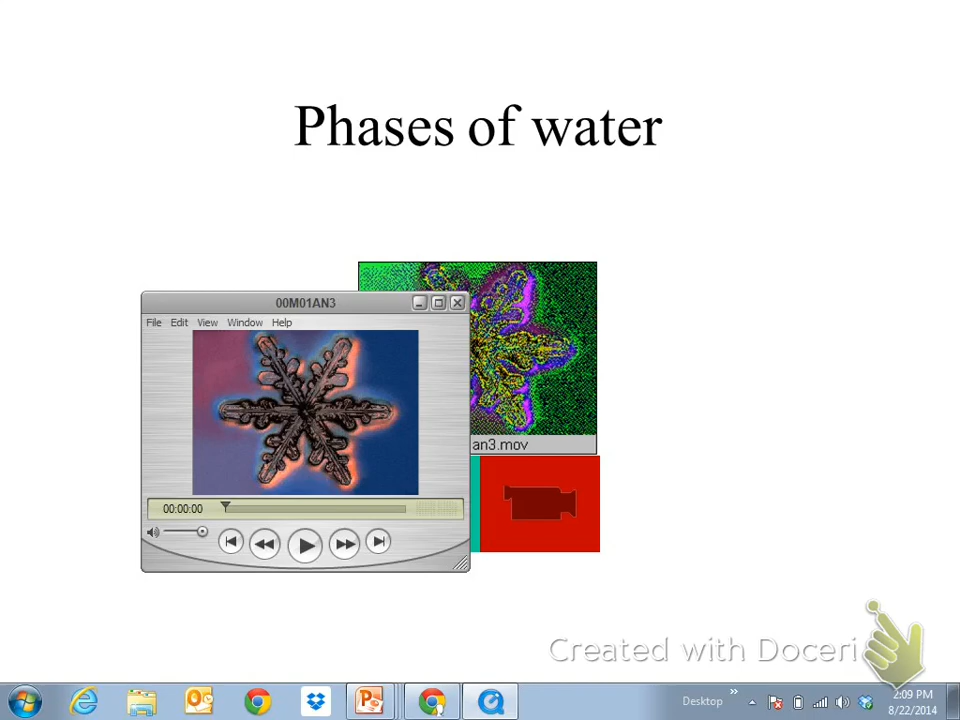 Phases of water
00M01AN3
File Edit View Window Help
an3.mov
00:00:00
Created with Doceri
Desktop
2:09 PM
8/22/2014